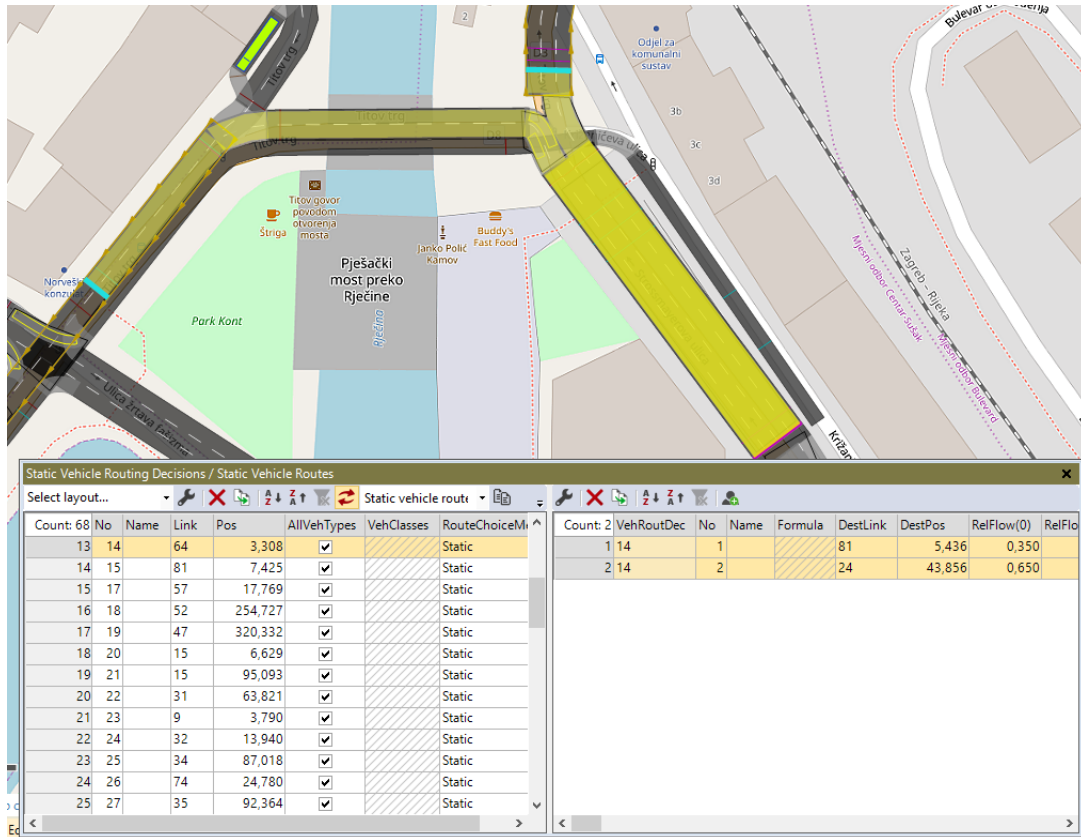 2
Bulevar
Odjel za
komunalni
sustav
D3
3b
3c
3d
Titov trg
Titov trg
D8
Titov trg
ićeva ulica
Titov govor
povodom
otvorenja
mosta
Štriga
Janko Polić
Kamov
Buddy's
Fast Food
Pješački
most preko
Rječine
Rječina
Park Kont
Ulica žrtava fašizma
Zagreb – Rijeka
Mjesni odbor Centar-Sušak
Mjesni odbor Bulevard
Križan
Static Vehicle Routing Decisions / Static Vehicle Routes
Select layout...
Static vehicle route
Count: 68 No Name Link Pos AllVehTypes VehClasses RouteChoiceM
13 14 64 3,308 Static
14 15 81 7,425 Static
15 17 57 17,769 Static
16 18 52 254,727 Static
17 19 47 320,332 Static
18 20 15 6,629 Static
19 21 15 95,093 Static
20 22 31 63,821 Static
21 23 9 3,790 Static
22 24 32 13,940 Static
23 25 34 87,018 Static
24 26 74 24,780 Static
25 27 35 92,364 Static
Count: 2 VehRoutDec No Name Formula DestLink DestPos RelFlow(0) RelFlo
1 14 1 81 5,436 0,350
2 14 2 24 43,856 0,650